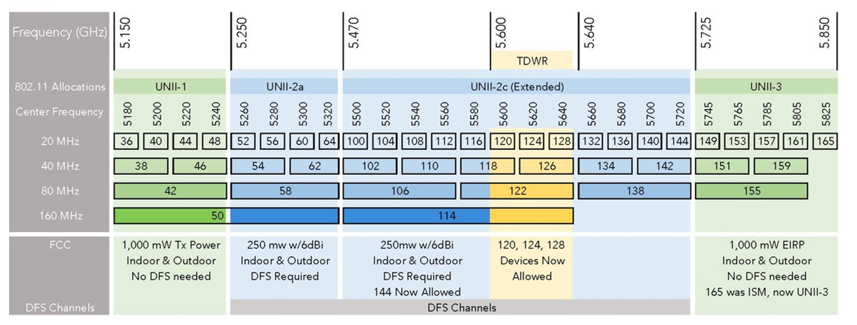 Frequency (GHz) 5.150 5.250 5.470 5.600 5.640 5.725 5.850
TDWR
802.11 Allocations UNII-1 UNII-2a UNII-2c (Extended) UNII-3
Center Frequency 5180 5200 5220 5240 5260 5280 5300 5320 5500 5520 5540 5560 5580 5600 5620 5640 5660 5680 5700 5720 5745 5765 5785 5805 5825
20 MHz 36 40 44 48 52 56 60 64 100 104 108 112 116 120 124 128 132 136 140 144 149 153 157 161 165
40 MHz 38 46 54 62 102 110 118 126 134 142 151 159
80 MHz 42 58 106 122 138 155
160 MHz 50 114
FCC 1,000 mW Tx Power 250 mw w/6dBi 250mw w/6dBi 120, 124, 128 1,000 mW EIRP
Indoor & Outdoor Indoor & Outdoor Indoor & Outdoor Devices Now Indoor & Outdoor
No DFS needed DFS Required DFS Required Allowed No DFS needed
144 Now Allowed 165 was ISM, now UNII-3
DFS Channels DFS Channels